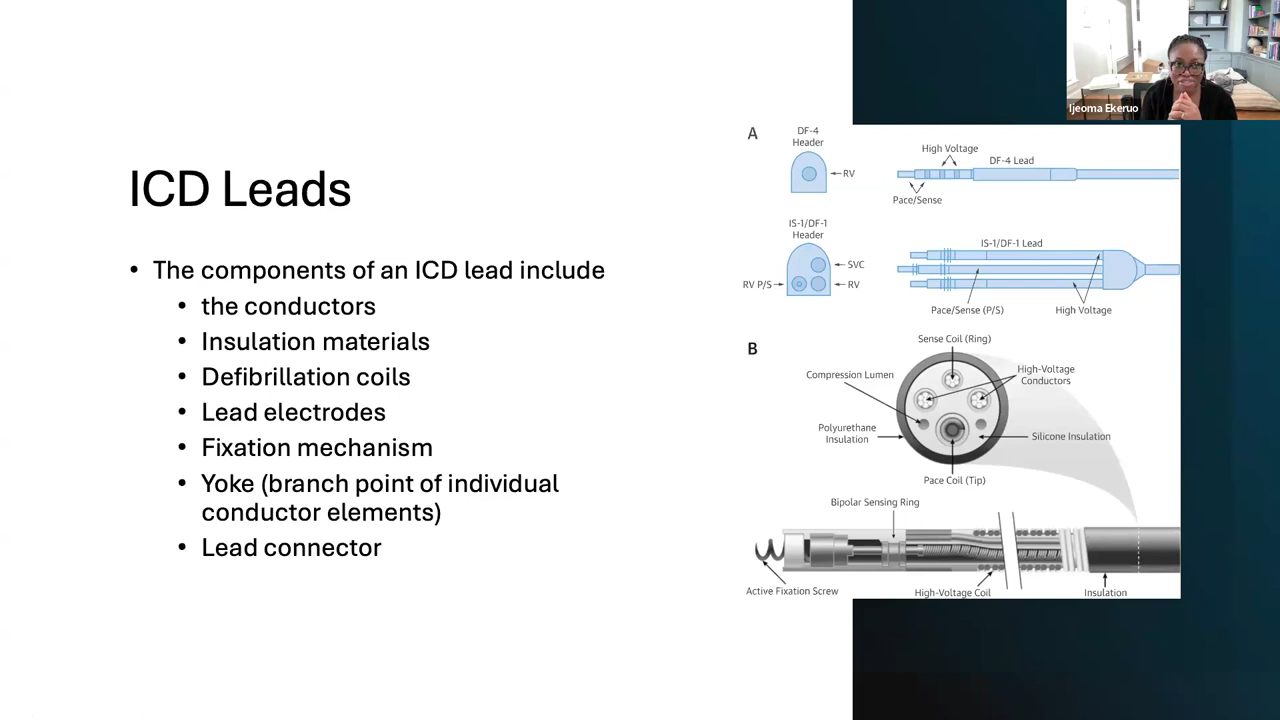 Ijeoma Ekeruo
ICD Leads
• The components of an ICD lead include
• the conductors
• Insulation materials
• Defibrillation coils
• Lead electrodes
• Fixation mechanism
• Yoke (branch point of individual
conductor elements)
• Lead connector
A
DF-4
Header
RV
High Voltage
DF-4 Lead
Pace/Sense
IS-1/DF-1
Header
SVC
RV P/S
RV
IS-1/DF-1 Lead
Pace/Sense (P/S)
High Voltage
B
Sense Coil (Ring)
Compression Lumen
High-Voltage
Conductors
Polyurethane
Insulation
Silicone Insulation
Pace Coil (Tip)
Bipolar Sensing Ring
Active Fixation Screw
High-Voltage Coil
Insulation